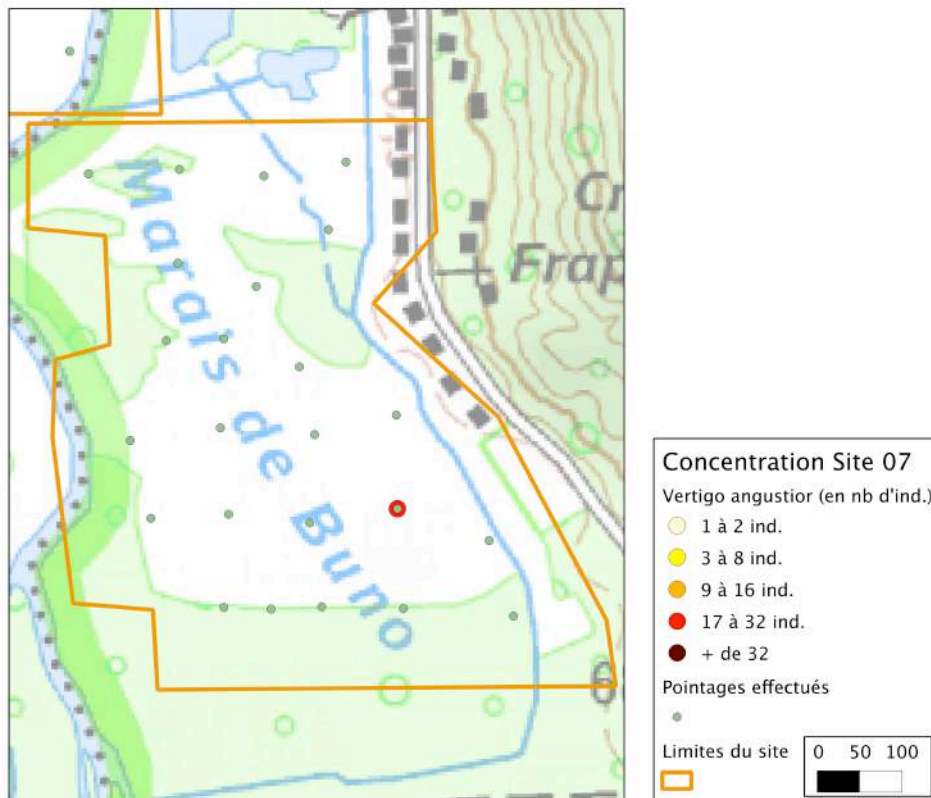 Marais de Buno
Cr
Frap
6
Concentration Site 07
Vertigo angustior (en nb d'ind.)
1 à 2 ind.
3 à 8 ind.
9 à 16 ind.
17 à 32 ind.
+ de 32
Pointages effectués
Limites du site
0 50 100